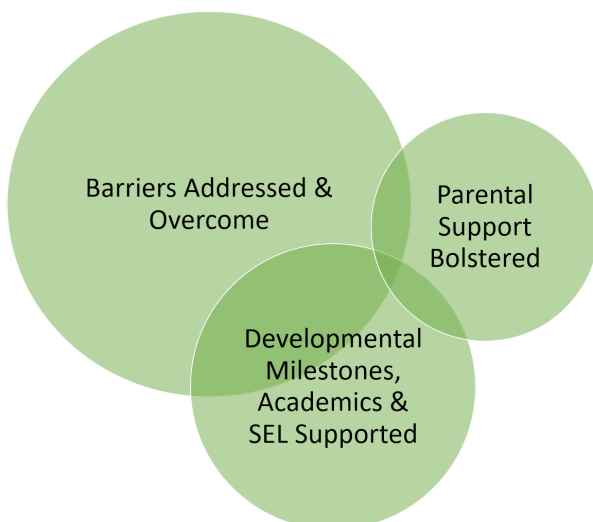 Barriers Addressed &
Overcome
Parental
Support
Bolstered
Developmental
Milestones,
Academics &
SEL Supported